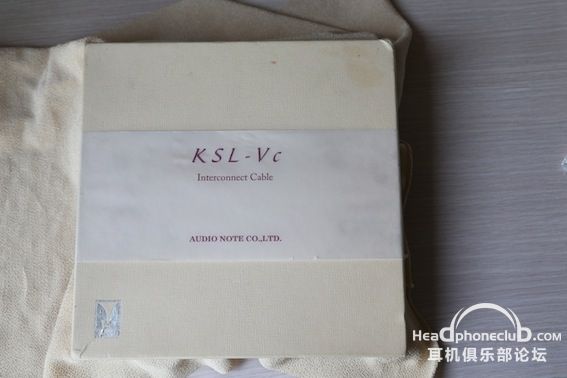 KSL-Vc
Interconnect Cable
AUDIO NOTE CO.,LTD.
Headphoneclub.com
耳机俱乐部论坛